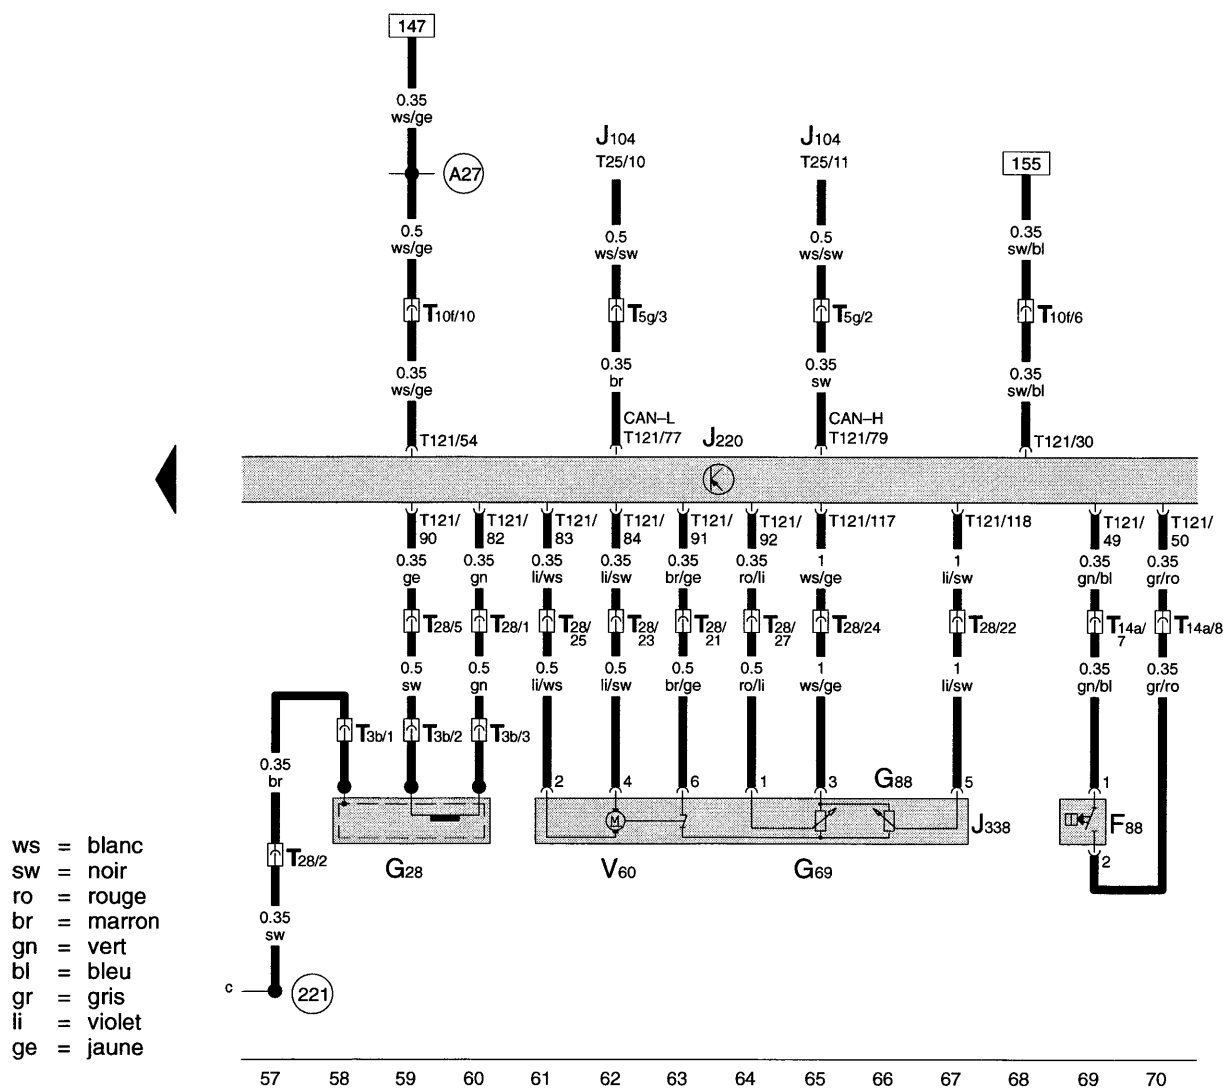 147
0.35
ws/ge
A27
0.5
ws/ge
T10f/10
0.35
ws/ge
T121/54
J104
T25/10
0.5
ws/sw
T5g/3
0.35
br
CAN–L
T121/77
J104
T25/11
0.5
ws/sw
T5g/2
0.35
sw
CAN–H
T121/79
155
0.35
sw/bl
T10f/6
0.35
sw/bl
T121/30
J220
T121/
90
0.35
ge
T28/5
0.5
sw
T3b/2
T121/
82
0.35
gn
T28/1
0.5
gn
T3b/3
T121/
83
0.35
li/ws
T28/
25
0.5
li/ws
2
T121/
84
0.35
li/sw
T28/
23
0.5
li/sw
4
T121/
91
0.35
br/ge
T28/
21
0.5
br/ge
6
T121/
92
0.35
ro/li
T28/
27
0.5
ro/li
1
T121/117
1
ws/ge
T28/24
1
ws/ge
3
T121/118
1
li/sw
T28/22
1
li/sw
5
T121/
49
0.35
gn/bl
T14a/
7
0.35
gn/bl
1
T121/
50
0.35
gr/ro
T14a/8
0.35
gr/ro
T3b/1
0.35
br
T28/2
0.35
sw
c
221
G28
M
V60
G69
G88
J338
F88
2
ws = blanc
sw = noir
ro = rouge
br = marron
gn = vert
bl = bleu
gr = gris
li = violet
ge = jaune
57 58 59 60 61 62 63 64 65 66 67 68 69 70